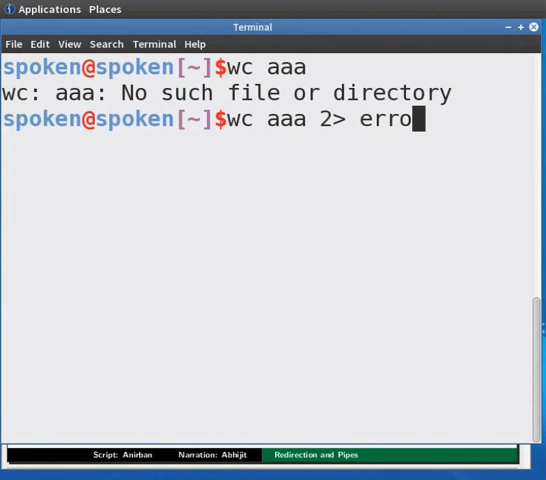 Applications Places
Terminal
File Edit View Search Terminal Help
spoken@spoken[~]$wc aaa
wc: aaa: No such file or directory
spoken@spoken[~]$wc aaa 2> erro
Script: Anirban Narration: Abhijit Redirection and Pipes